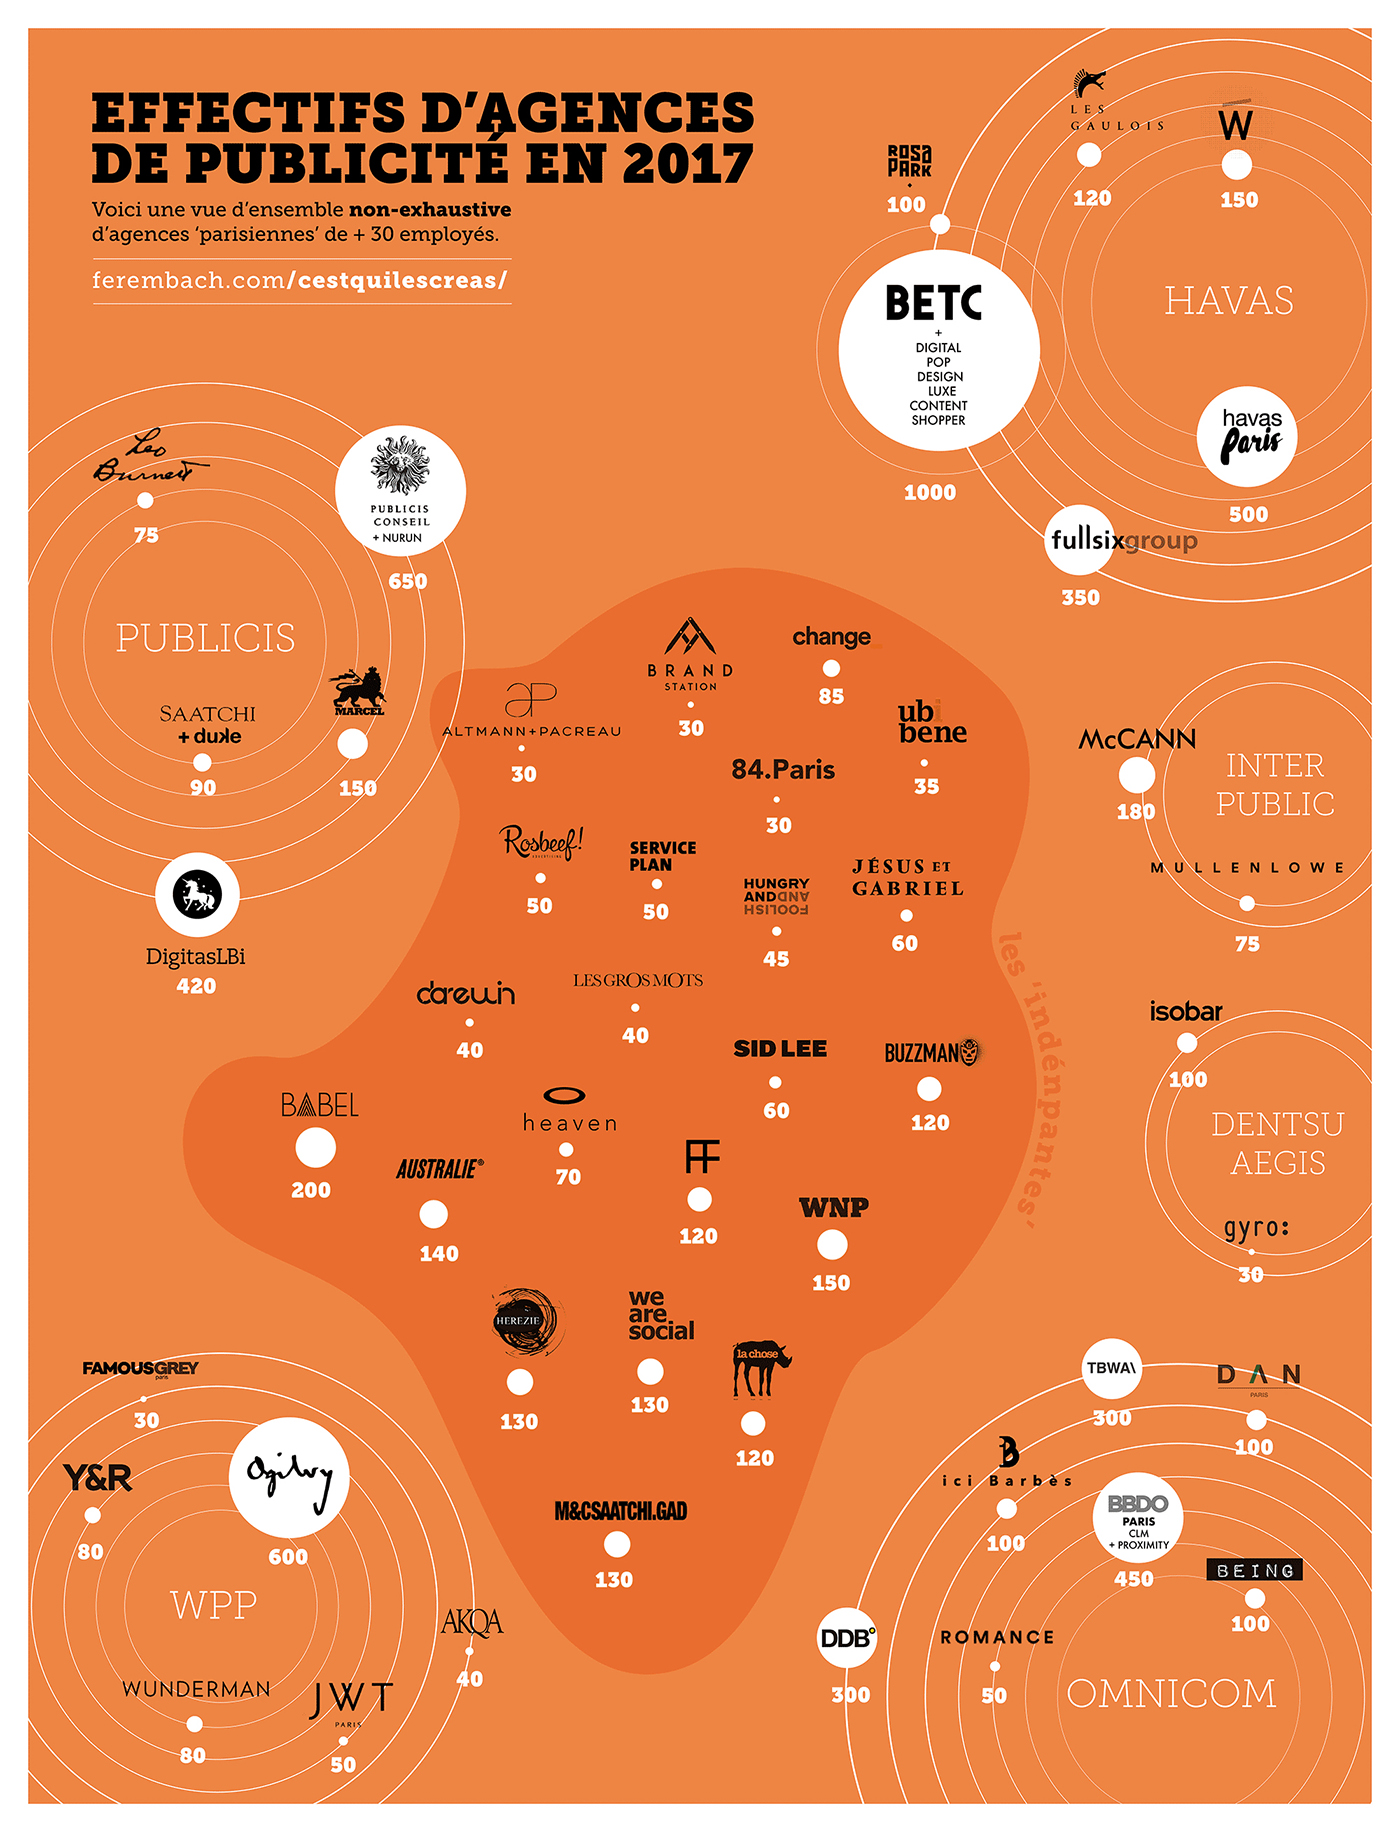 EFFECTIFS D'AGENCES
DE PUBLICITÉ EN 2017
Voici une vue d'ensemble non-exhaustive
d'agences 'parisiennes' de + 30 employés.
ferembach.com/cestquilescreas/
ROSA
PARK
100
LES
GAULOIS
120
W
150
HAVAS
BETC
+
DIGITAL
POP
DESIGN
LUXE
CONTENT
SHOPPER
1000
havas
Paris
500
fullsixgroup
350
Leo
Burnett
75
PUBLICIS
CONSEIL
+ NURUN
650
PUBLICIS
SAATCHI
+ duke
90
MARCEL
150
DigitasLBi
420
BRAND
STATION
30
change
85
aP
ALTMANN+PACREAU
30
ub
bene
35
84.Paris
30
Rosbeef!
ADVERTISING
50
SERVICE
PLAN
50
HUNGRY
ANDAND
FOOLISH
45
JÉSUS ET
GABRIEL
60
les 'indénpantes'
darewin
40
LES GROS MOTS
40
SID LEE
60
BUZZMAN
120
BABEL
200
heaven
70
AUSTRALIE®
140
FF
120
WNP
150
HEREZIE
130
we
are
social
130
la chose
120
M&CSAATCHI.GAD
130
McCANN
180
INTER
PUBLIC
MULLENLOWE
75
isobar
100
DENTSU
AEGIS
gyro:
30
FAMOUSGREY
paris
30
Y&R
80
Ogilvy
600
WPP
AKQA
40
WUNDERMAN
80
JWT
PARIS
50
TBWA\
300
DAN
PARIS
100
B
ici Barbès
100
BBDO
PARIS
CLM
+ PROXIMITY
450
BEING
100
DDB°
300
ROMANCE
50
OMNICOM